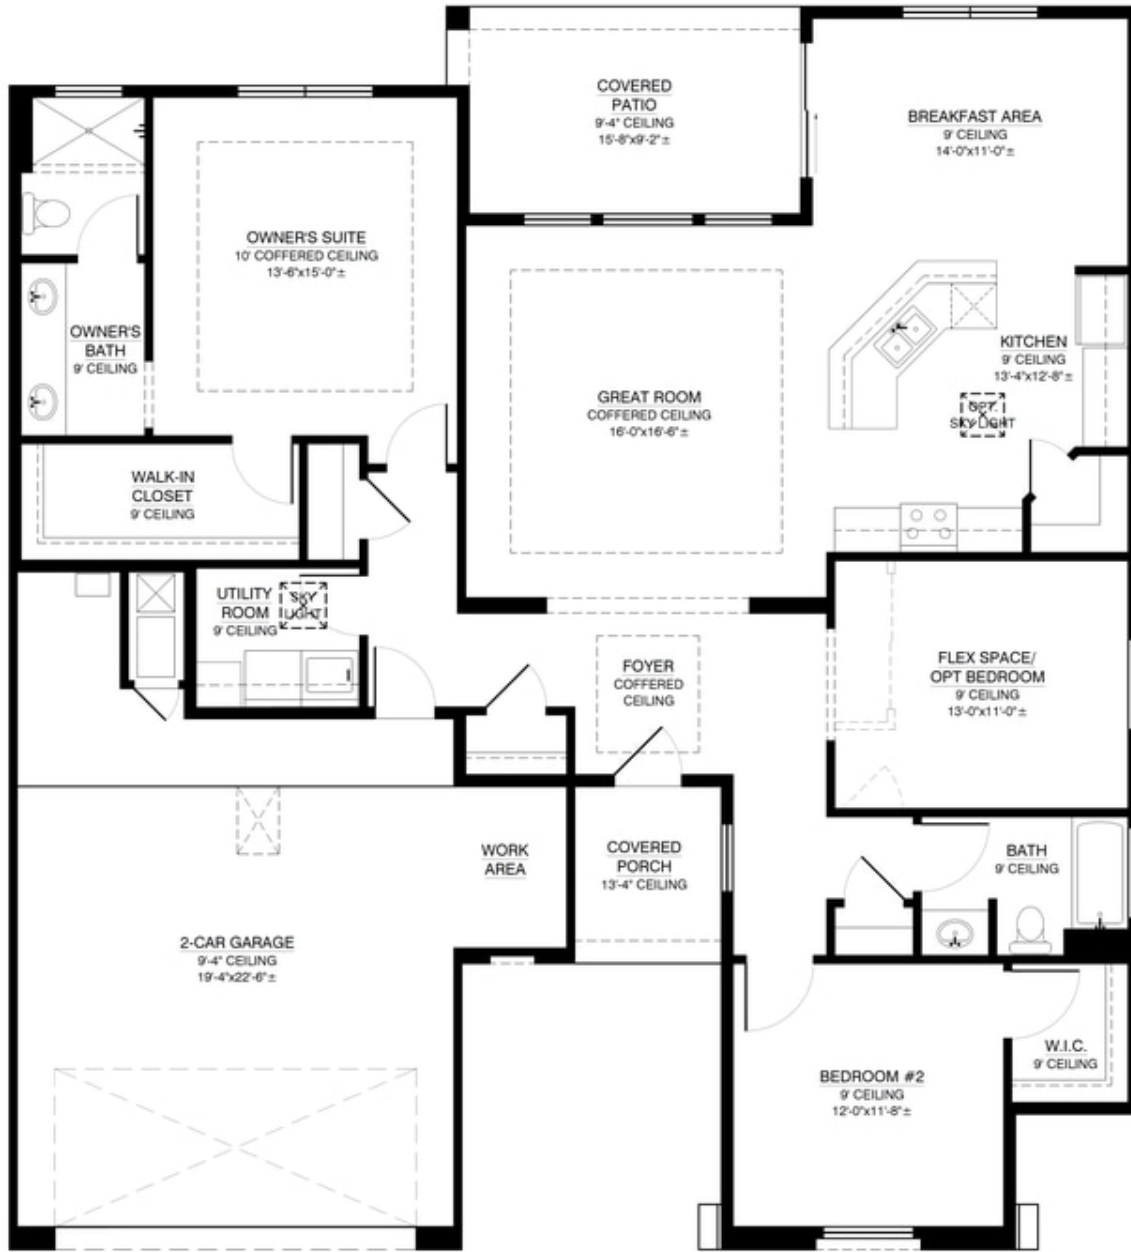 COVERED
PATIO
9'-4" CEILING
15'-8"x9'-2"±
BREAKFAST AREA
9' CEILING
14'-0"x11'-0"±
OWNER'S SUITE
10' COFFERED CEILING
13'-6"x15'-0"±
OWNER'S
BATH
9' CEILING
KITCHEN
9' CEILING
13'-4"x12'-8"±
OPT.
SKY LIGHT
GREAT ROOM
COFFERED CEILING
16'-0"x16'-6"±
WALK-IN
CLOSET
9' CEILING
UTILITY
ROOM
9' CEILING
SKY
LIGHT
FOYER
COFFERED
CEILING
FLEX SPACE/
OPT BEDROOM
9' CEILING
13'-0"x11'-0"±
WORK
AREA
COVERED
PORCH
13'-4" CEILING
BATH
9' CEILING
2-CAR GARAGE
9'-4" CEILING
19'-4"x22'-6"±
BEDROOM #2
9' CEILING
12'-0"x11'-8"±
W.I.C.
9' CEILING